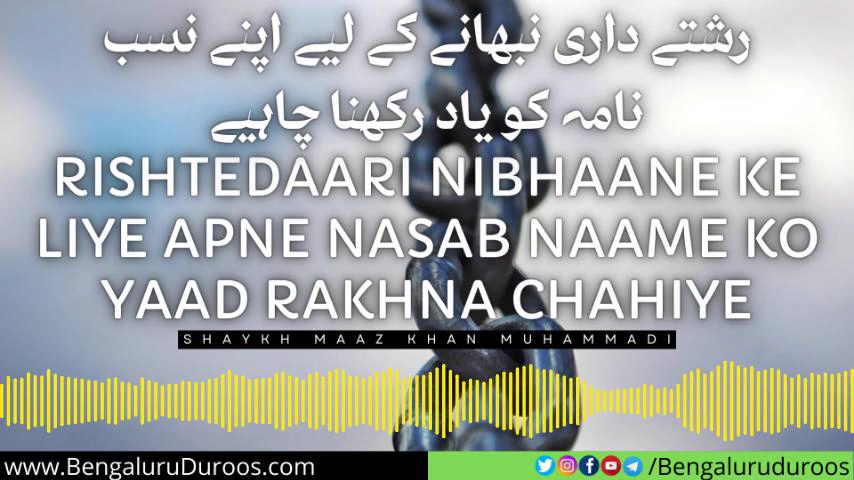 رشتے داری نبھانے کے لیے اپنے نسب
نامہ کو یاد رکھنا چاہیے
RISHTEDAARI NIBHAANE KE
LIYE APNE NASAB NAAME KO
YAAD RAKHNA CHAHIYE
SHAYKH MAAZ KHAN MUHAMMADI
www.BengaluruDuroos.com
/Bengaluruduroos